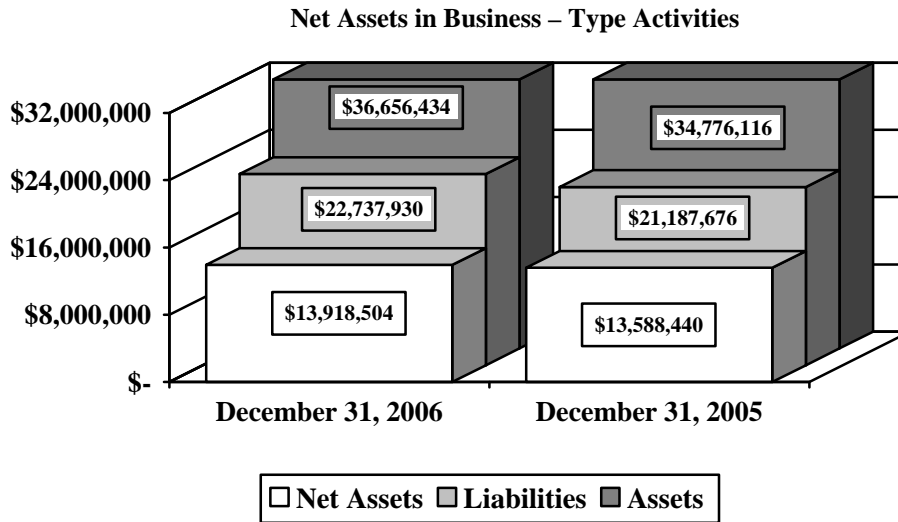 Net Assets in Business – Type Activities
$32,000,000
$24,000,000
$16,000,000
$8,000,000
$-
$36,656,434
$34,776,116
$22,737,930
$21,187,676
$13,918,504
$13,588,440
December 31, 2006
December 31, 2005
Net Assets
Liabilities
Assets